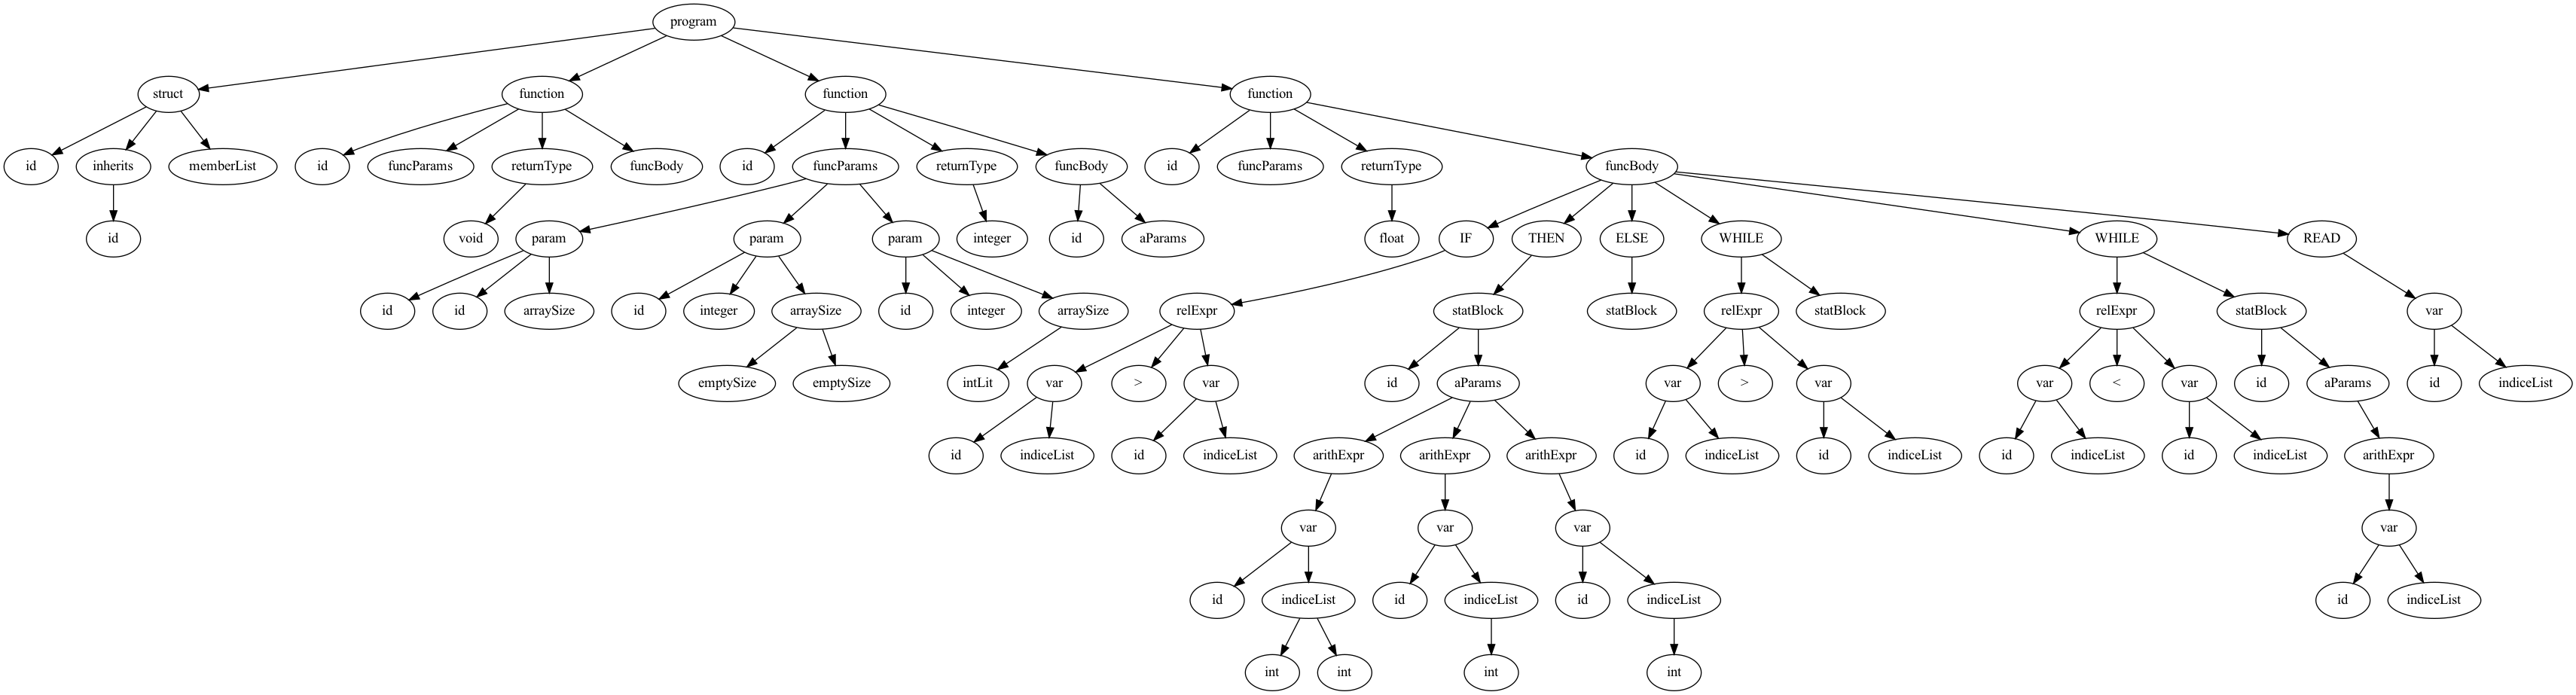 program
struct function function function
id inherits memberList id funcParams returnType funcBody id funcParams returnType funcBody id funcParams returnType funcBody
id void param param param integer id aParams float IF THEN ELSE WHILE WHILE READ
id id arraySize id integer arraySize id integer arraySize relExpr statBlock statBlock relExpr statBlock relExpr statBlock var
emptySize emptySize intLit var > var id aParams var > var var < var id aParams id indiceList
id indiceList id indiceList arithExpr arithExpr arithExpr id indiceList id indiceList id indiceList id indiceList arithExpr
var var var var
id indiceList id indiceList id indiceList id indiceList
int int int int